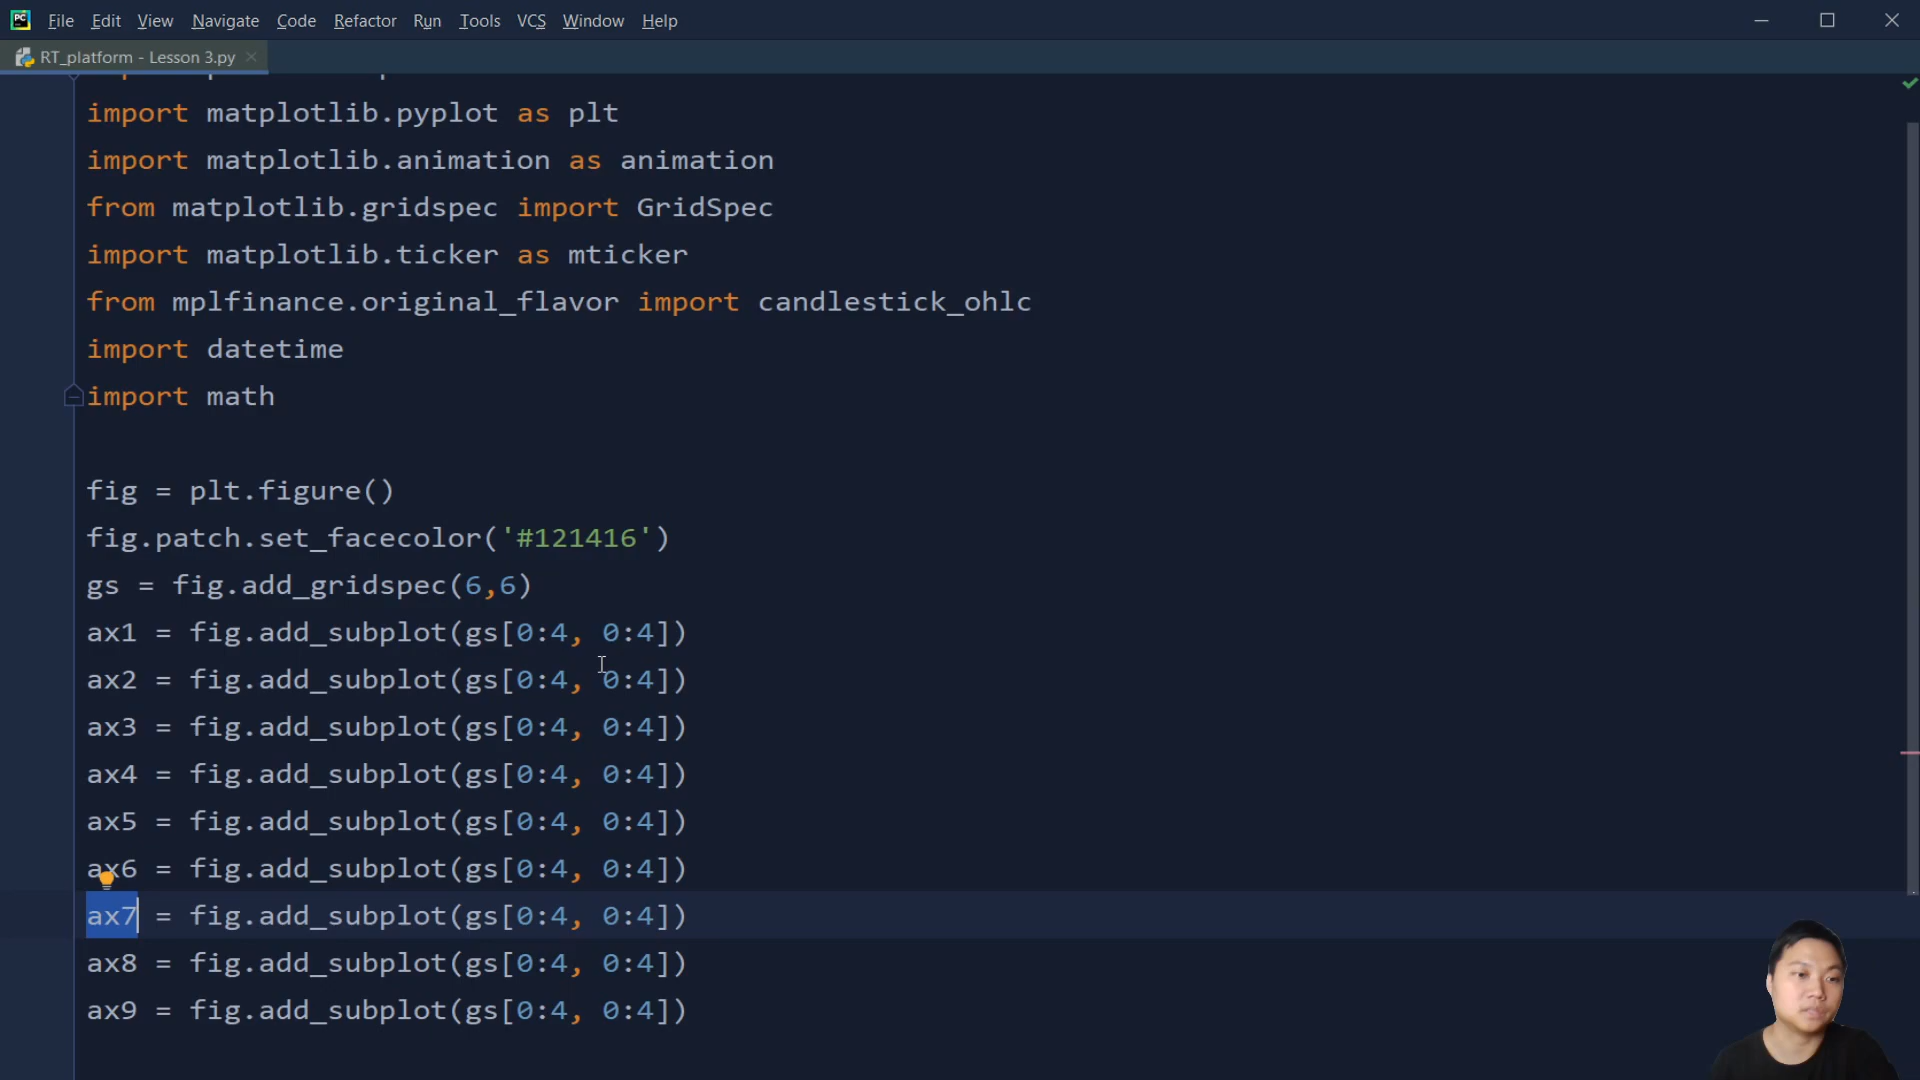 PC
File Edit View Navigate Code Refactor Run Tools VCS Window Help
RT_platform - Lesson 3.py
import matplotlib.pyplot as plt
import matplotlib.animation as animation
from matplotlib.gridspec import GridSpec
import matplotlib.ticker as mticker
from mplfinance.original_flavor import candlestick_ohlc
import datetime
import math
fig = plt.figure()
fig.patch.set_facecolor('#121416')
gs = fig.add_gridspec(6,6)
ax1 = fig.add_subplot(gs[0:4, 0:4])
ax2 = fig.add_subplot(gs[0:4, 0:4])
ax3 = fig.add_subplot(gs[0:4, 0:4])
ax4 = fig.add_subplot(gs[0:4, 0:4])
ax5 = fig.add_subplot(gs[0:4, 0:4])
ax6 = fig.add_subplot(gs[0:4, 0:4])
ax7 = fig.add_subplot(gs[0:4, 0:4])
ax8 = fig.add_subplot(gs[0:4, 0:4])
ax9 = fig.add_subplot(gs[0:4, 0:4])